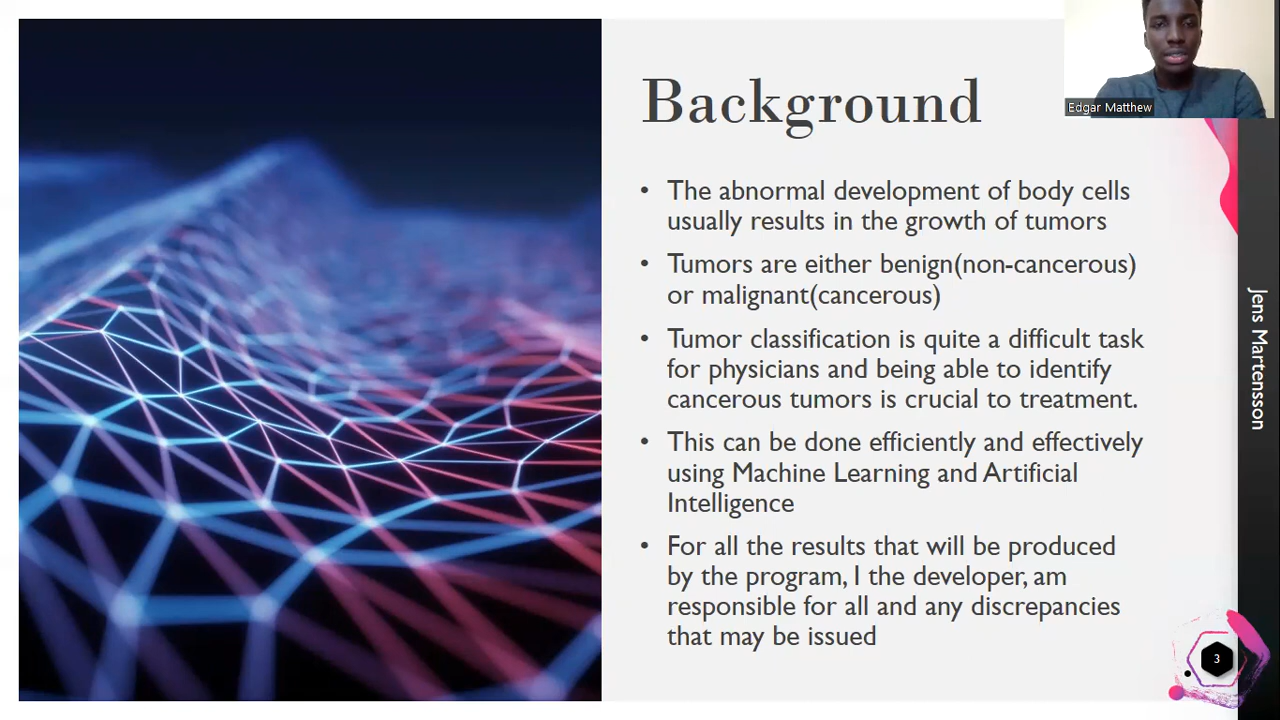 Background
Edgar Matthew
• The abnormal development of body cells
usually results in the growth of tumors
• Tumors are either benign(non-cancerous)
or malignant(cancerous)
• Tumor classification is quite a difficult task
for physicians and being able to identify
cancerous tumors is crucial to treatment.
• This can be done efficiently and effectively
using Machine Learning and Artificial
Intelligence
• For all the results that will be produced
by the program, I the developer, am
responsible for all and any discrepancies
that may be issued
Jens Martensson
3